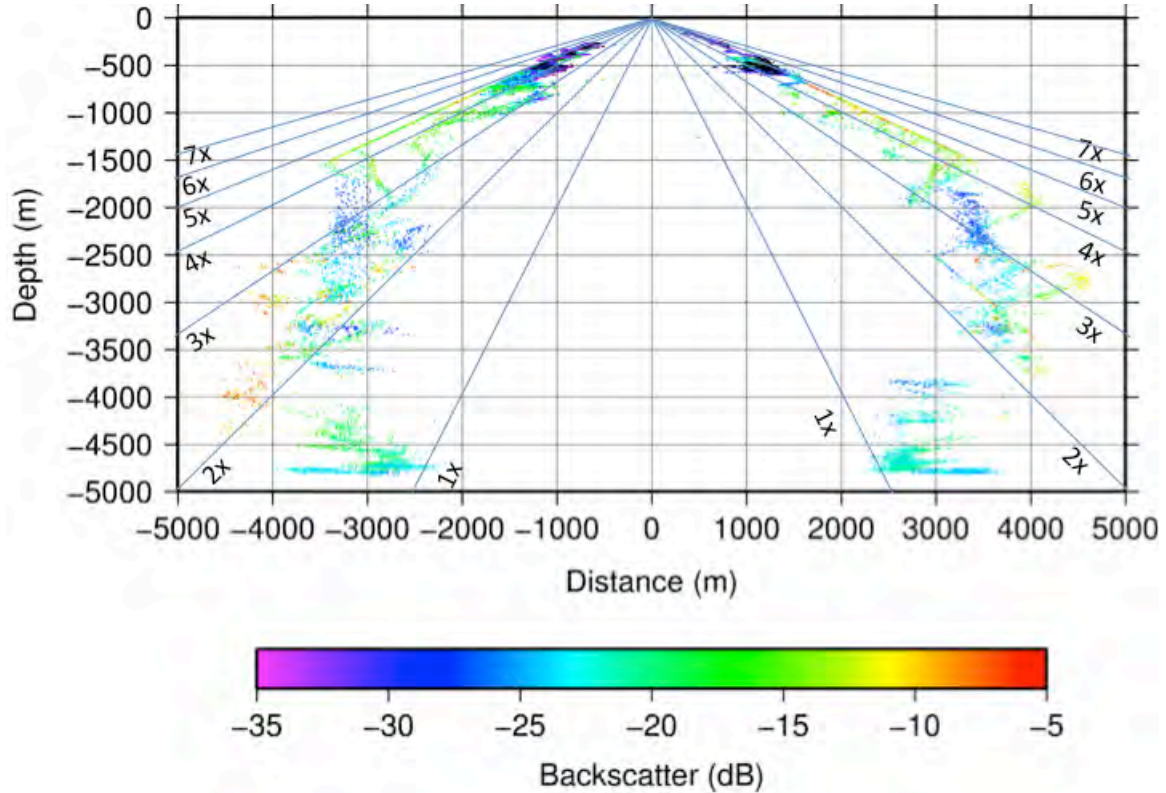 0
−500
−1000
−1500
−2000
−2500
−3000
−3500
−4000
−4500
−5000
Depth (m)
7x
6x
5x
4x
3x
2x
1x
7x
6x
5x
4x
3x
2x
1x
−5000 −4000 −3000 −2000 −1000 0 1000 2000 3000 4000 5000
Distance (m)
−35 −30 −25 −20 −15 −10 −5
Backscatter (dB)